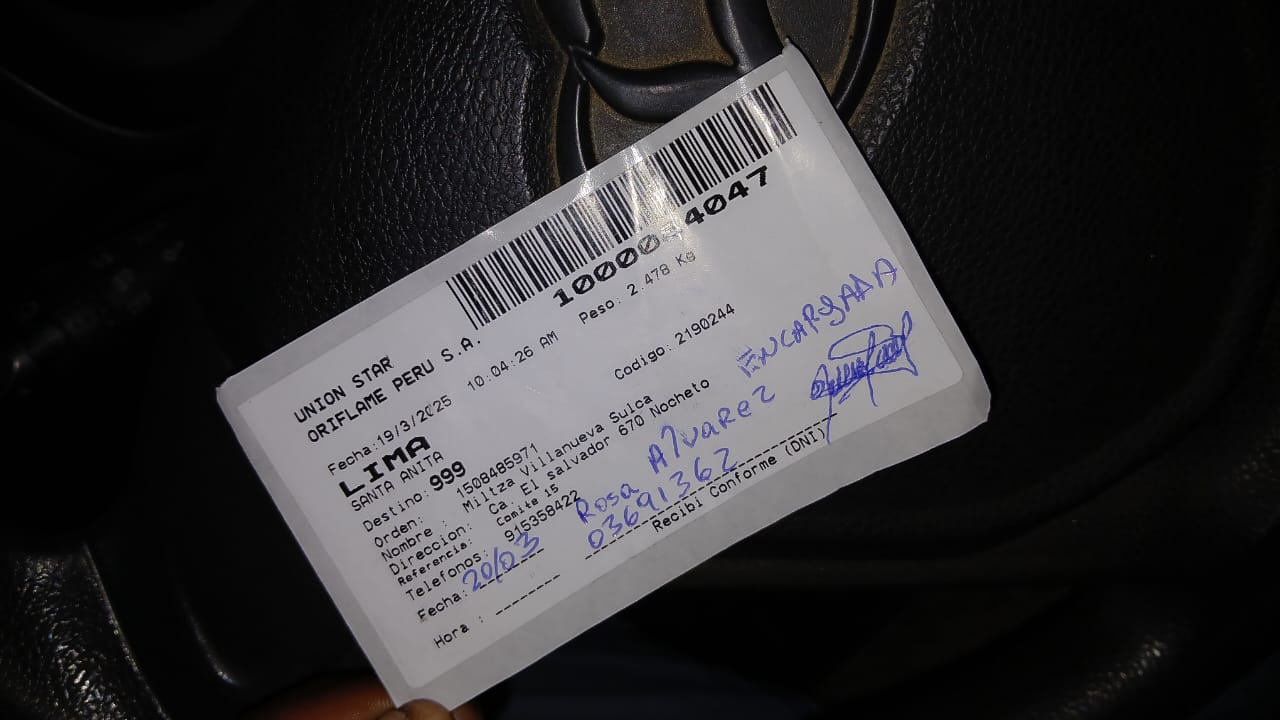 UNION STAR
ORIFLAME PERU S.A.
Fecha:19/3/2025 10:04:26 AM Peso: 2.478 Kg
LIMA
SANTA ANITA
Codigo: 2190244
Destino: 999
Orden: 1508485971
Nombre : Miltza Villanueva Sulca
Direccion: Ca. El salvador 670 Nocheto
Referencia: Comite 15
Telefonos: 915358422
Fecha: 20/03
Hora :
Rosa Alvarez ENCARGADA
03691362
Recibi Conforme (DNI)